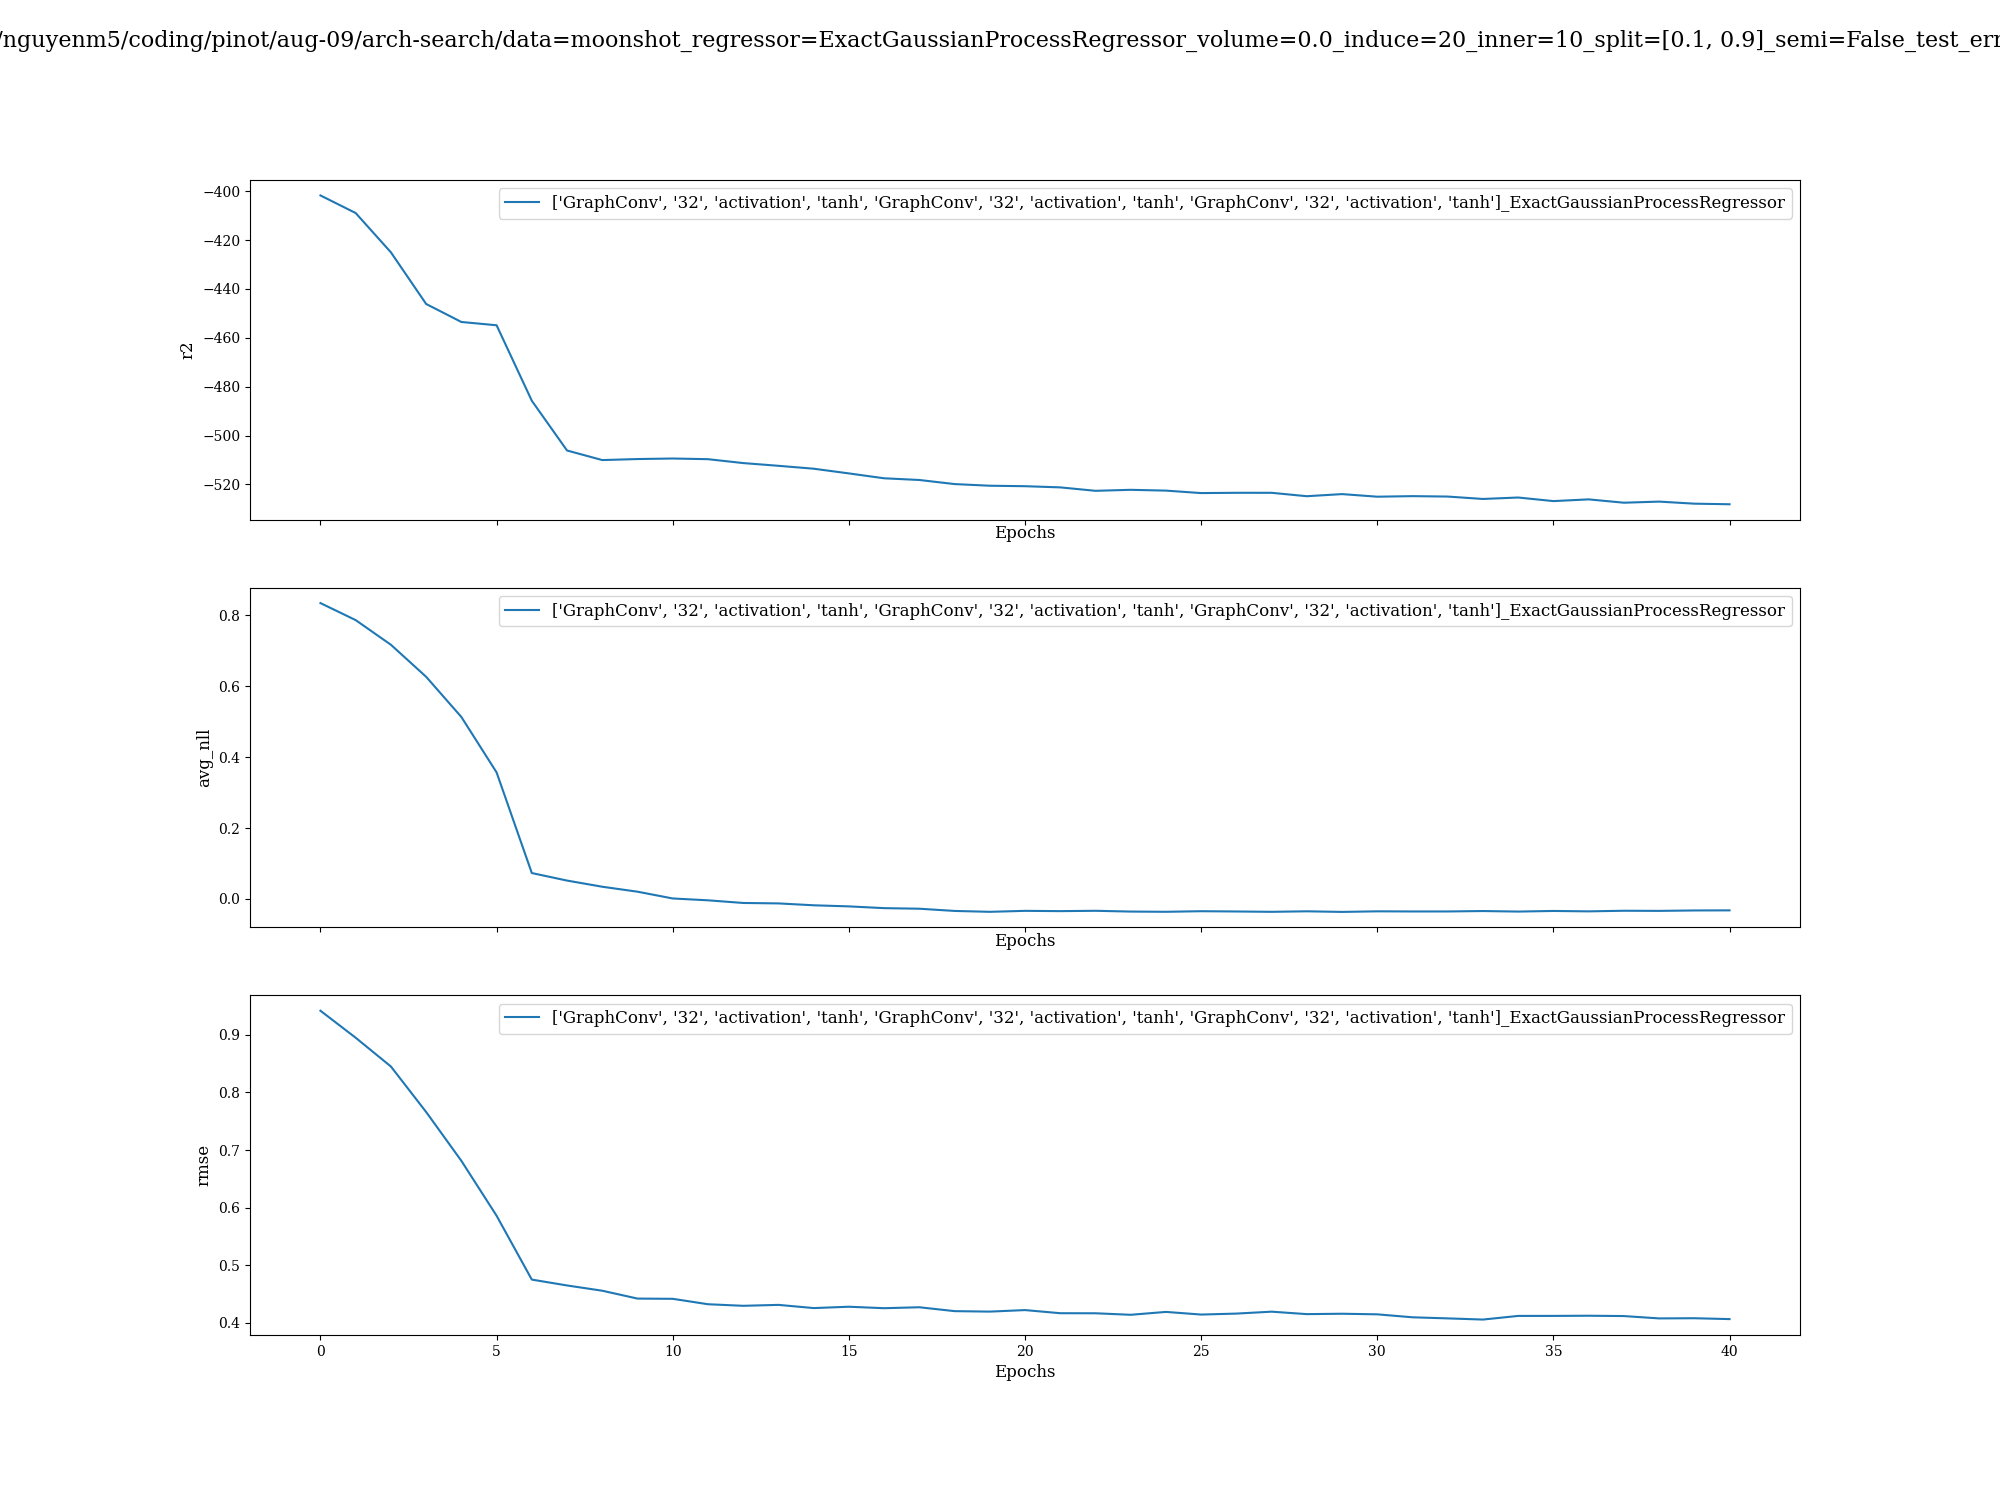 /nguyenm5/coding/pinot/aug-09/arch-search/data=moonshot_regressor=ExactGaussianProcessRegressor_volume=0.0_induce=20_inner=10_split=[0.1, 0.9]_semi=False_test_err
−400
['GraphConv', '32', 'activation', 'tanh', 'GraphConv', '32', 'activation', 'tanh', 'GraphConv', '32', 'activation', 'tanh']_ExactGaussianProcessRegressor
−420
−440
−460
r2
−480
−500
−520
Epochs
['GraphConv', '32', 'activation', 'tanh', 'GraphConv', '32', 'activation', 'tanh', 'GraphConv', '32', 'activation', 'tanh']_ExactGaussianProcessRegressor
0.8
0.6
0.4
avg_nll
0.2
0.0
Epochs
['GraphConv', '32', 'activation', 'tanh', 'GraphConv', '32', 'activation', 'tanh', 'GraphConv', '32', 'activation', 'tanh']_ExactGaussianProcessRegressor
0.9
0.8
0.7
rmse
0.6
0.5
0.4
0 5 10 15 20 25 30 35 40
Epochs